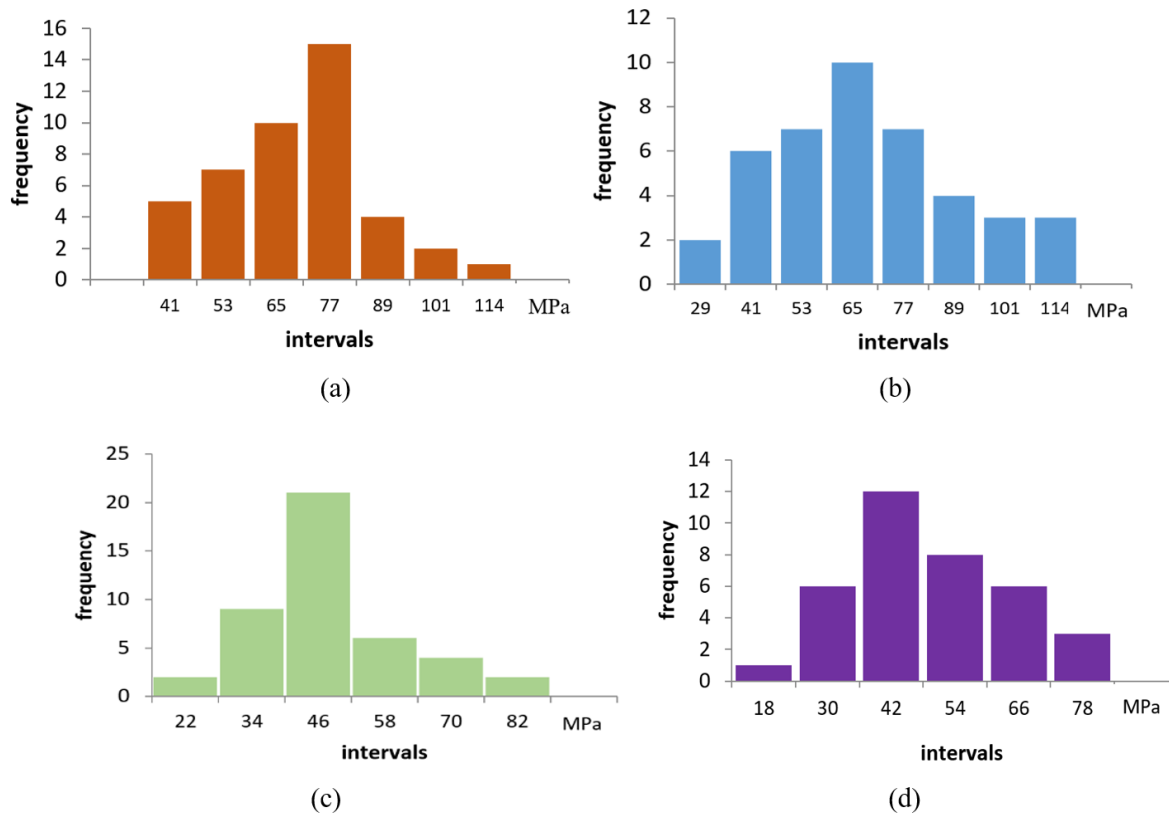 16
14
12
10
8
6
4
2
0
frequency
41 53 65 77 89 101 114 MPa
intervals
(a)
12
10
8
6
4
2
0
frequency
29 41 53 65 77 89 101 114 MPa
intervals
(b)
25
20
15
10
5
0
frequency
22 34 46 58 70 82 MPa
intervals
(c)
14
12
10
8
6
4
2
0
frequency
18 30 42 54 66 78 MPa
intervals
(d)